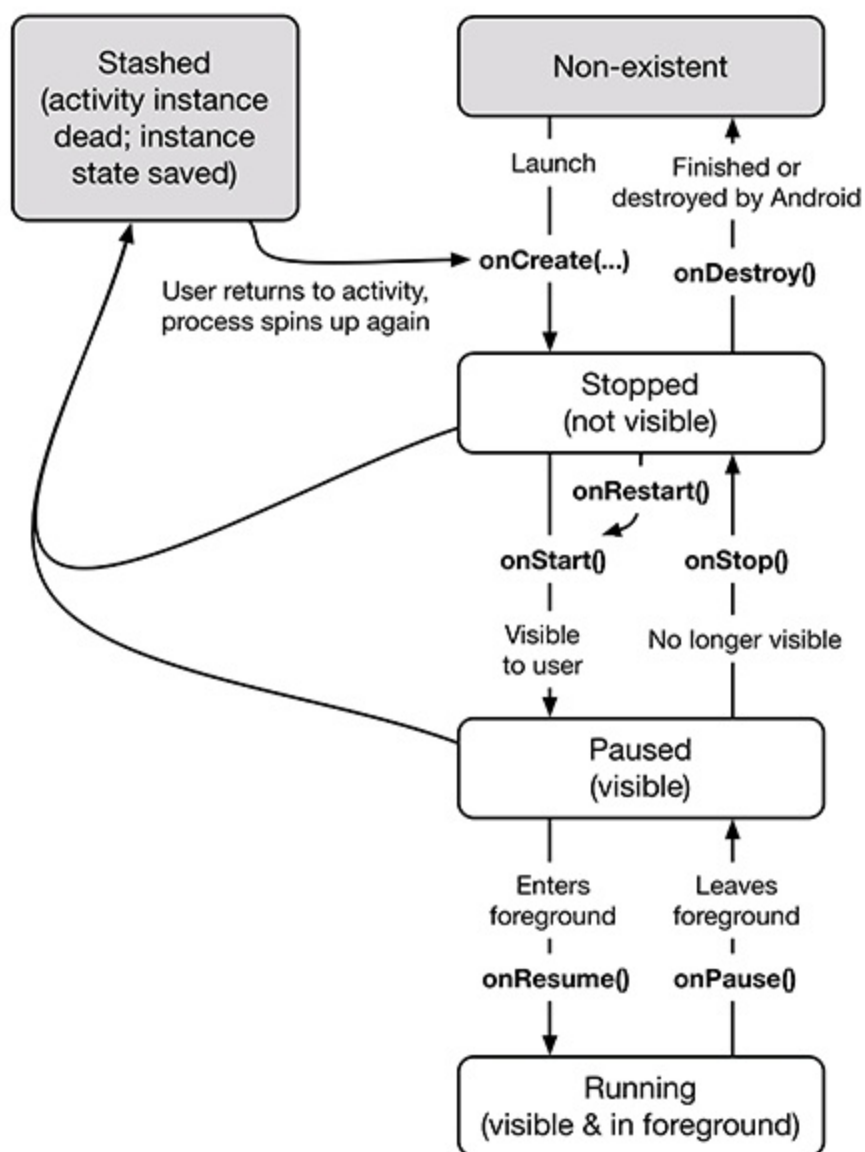 Stashed
(activity instance
dead; instance
state saved)
Non-existent
Launch
Finished or
destroyed by Android
onCreate(...)
onDestroy()
User returns to activity,
process spins up again
Stopped
(not visible)
onRestart()
onStart()
onStop()
Visible
to user
No longer visible
Paused
(visible)
Enters
foreground
Leaves
foreground
onResume()
onPause()
Running
(visible & in foreground)